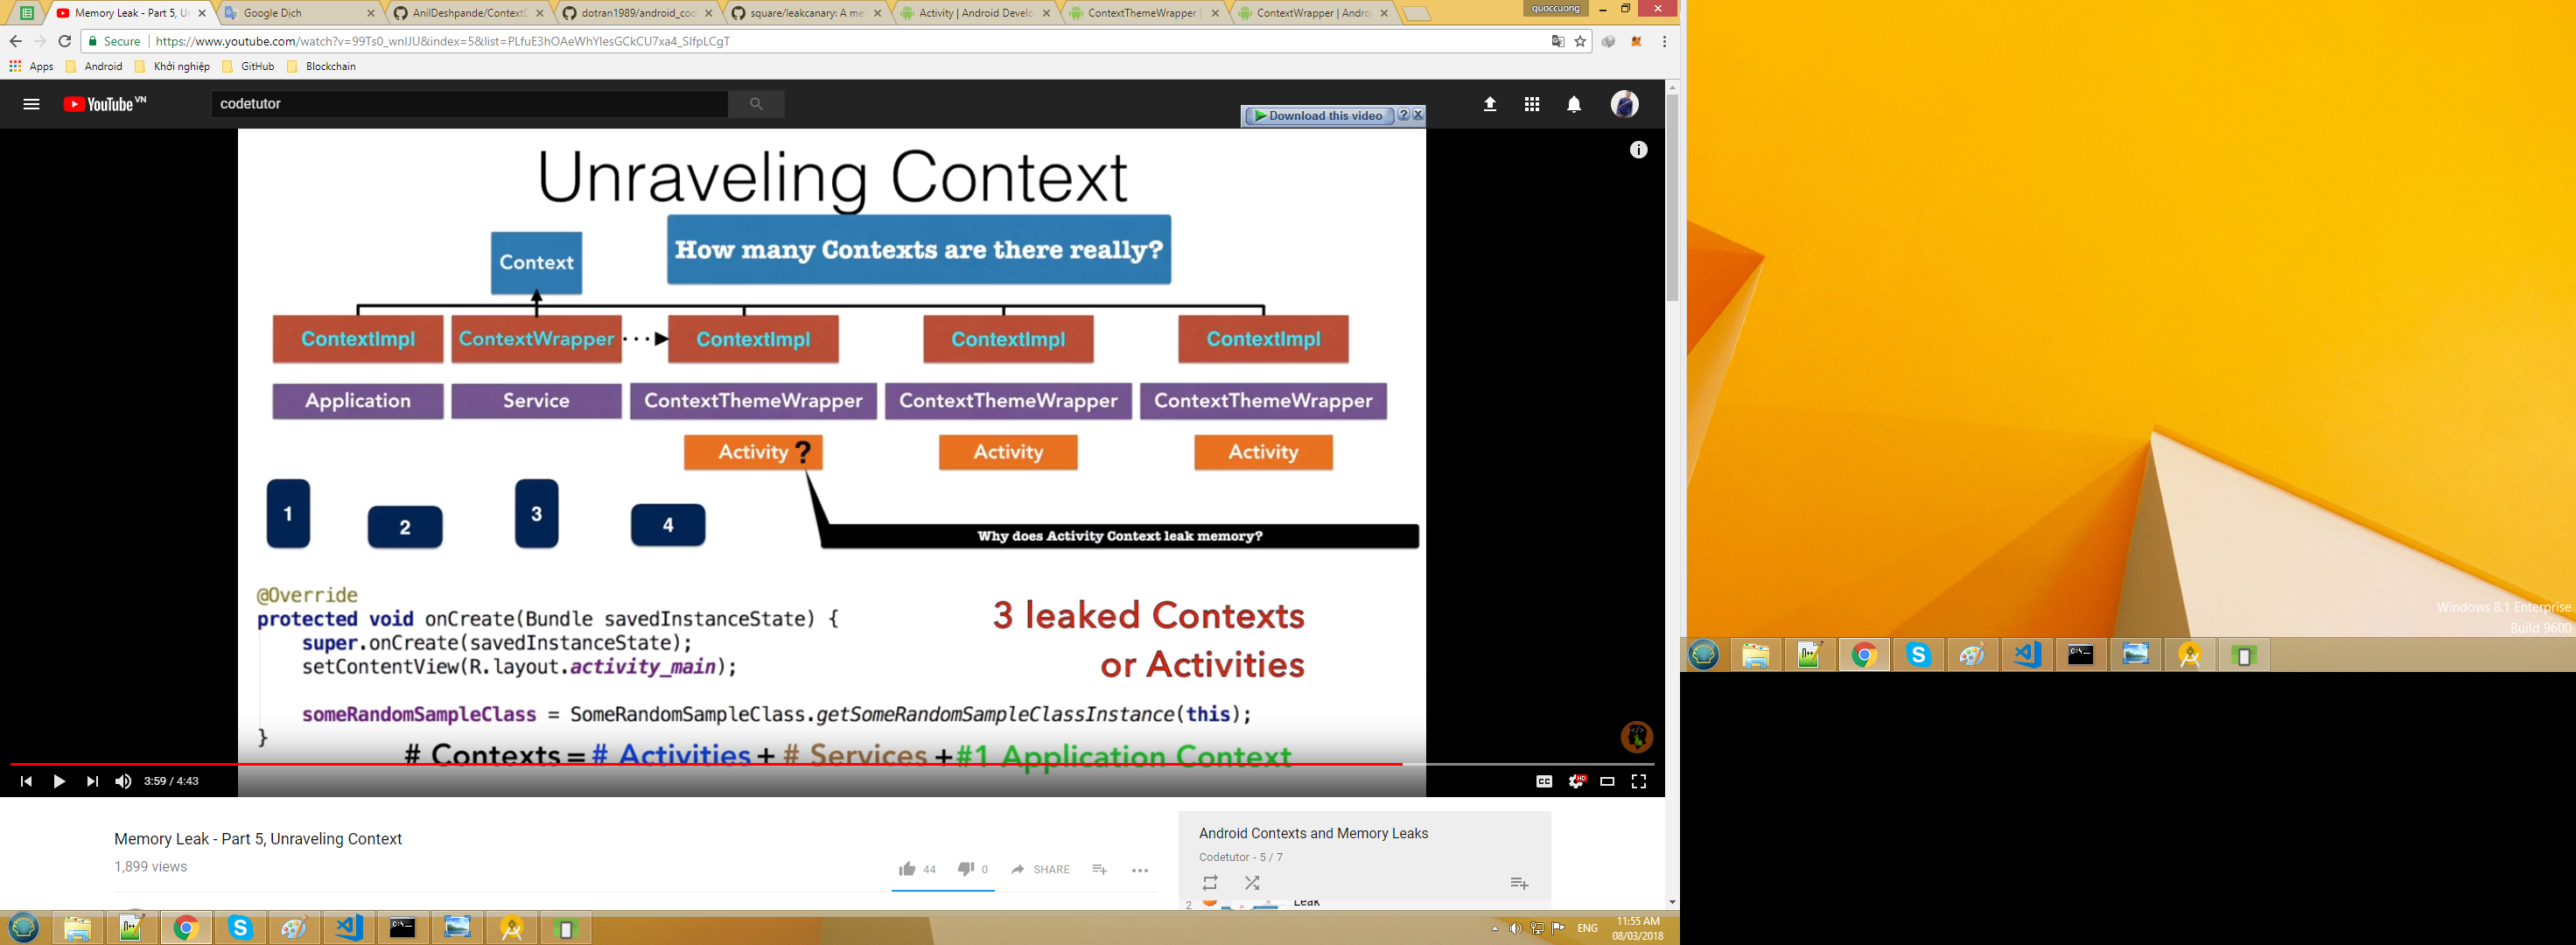 Memory Leak - Part 5, Ur
Google Dịch
AnilDeshpande/ContextL
dotran1989/android_cod
square/leakcanary: A me
Activity | Android Develo
ContextThemeWrapper
ContextWrapper | Andro
quoccuong
Secure
https://www.youtube.com/watch?v=99Ts0_wnIJU&index=5&list=PLfuE3hOAeWhYIesGCkCU7xa4_SIfpLCgT
Apps
Android
Khởi nghiệp
GitHub
Blockchain
YouTube VN
codetutor
Download this video
Unraveling Context
How many Contexts are there really?
Context
ContextImpl
ContextWrapper
ContextImpl
ContextImpl
ContextImpl
Application
Service
ContextThemeWrapper
ContextThemeWrapper
ContextThemeWrapper
Activity ?
Activity
Activity
1
2
3
4
Why does Activity Context leak memory?
@Override
protected void onCreate(Bundle savedInstanceState) {
super.onCreate(savedInstanceState);
setContentView(R.layout.activity_main);
someRandomSampleClass = SomeRandomSampleClass.getSomeRandomSampleClassInstance(this);
}
3 leaked Contexts
or Activities
# Contexts = # Activities + # Services + #1 Application Context
3:59 / 4:43
CC
HD
Memory Leak - Part 5, Unraveling Context
1,899 views
44
0
SHARE
Android Contexts and Memory Leaks
Codetutor - 5 / 7
2
Leak
ENG
11:55 AM
08/03/2018
Windows 8.1 Enterprise
Build 9600